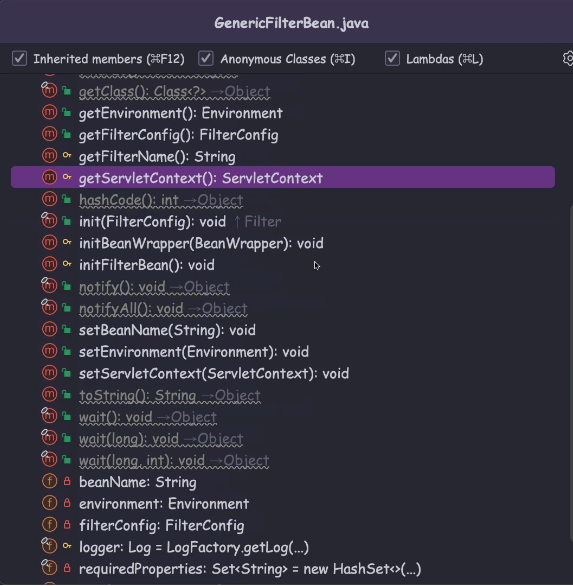 GenericFilterBean.java
Inherited members (⌘F12) Anonymous Classes (⌘I) Lambdas (⌘L)
getClass(): Class<?> →Object
getEnvironment(): Environment
getFilterConfig(): FilterConfig
getFilterName(): String
getServletContext(): ServletContext
hashCode(): int →Object
init(FilterConfig): void ↑Filter
initBeanWrapper(BeanWrapper): void
initFilterBean(): void
notify(): void →Object
notifyAll(): void →Object
setBeanName(String): void
setEnvironment(Environment): void
setServletContext(ServletContext): void
toString(): String →Object
wait(): void →Object
wait(long): void →Object
wait(long, int): void →Object
beanName: String
environment: Environment
filterConfig: FilterConfig
logger: Log = LogFactory.getLog(...)
requiredProperties: Set<String> = new HashSet<>(...)